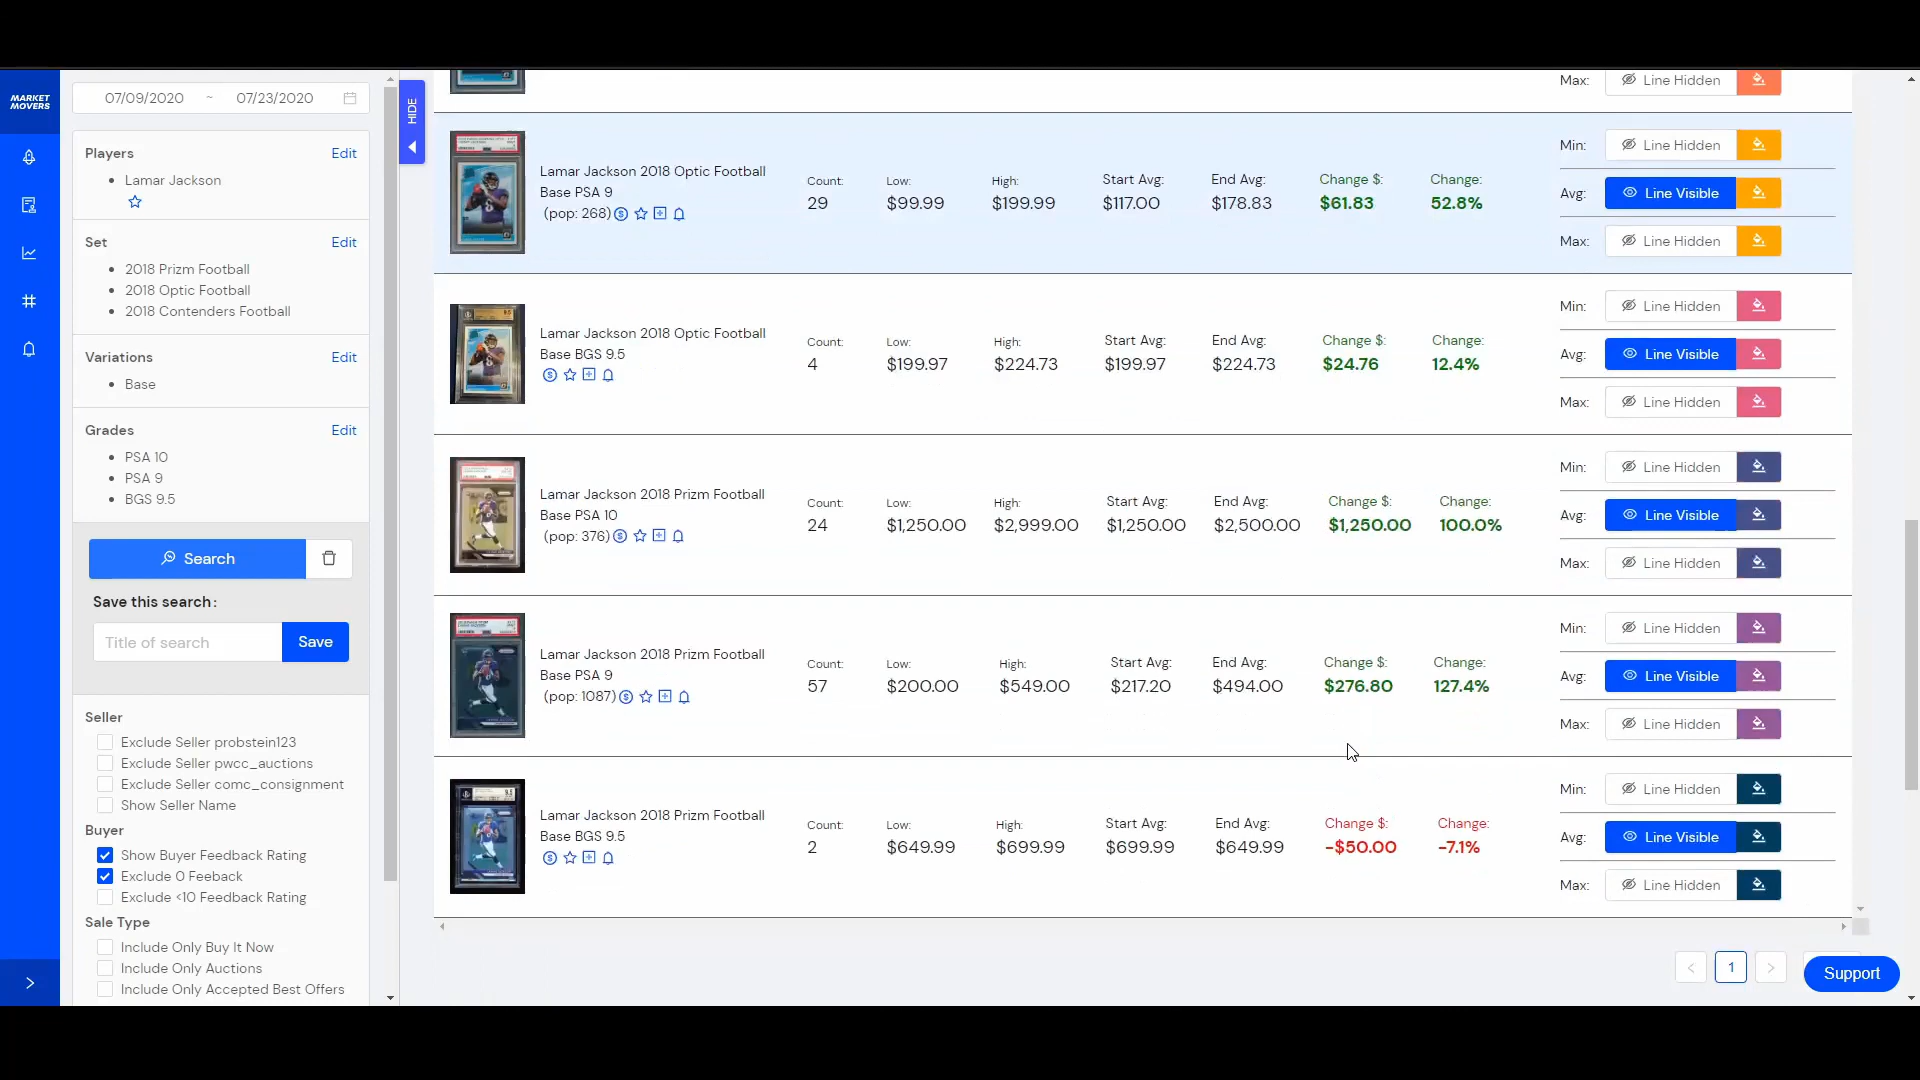 MARKET
MOVERS
07/09/2020 ~ 07/23/2020
Players Edit
Lamar Jackson
Set Edit
2018 Prizm Football
2018 Optic Football
2018 Contenders Football
Variations Edit
Base
Grades Edit
PSA 10
PSA 9
BGS 9.5
Search
Save this search:
Title of search Save
Seller
Exclude Seller probstein123
Exclude Seller pwcc_auctions
Exclude Seller comc_consignment
Show Seller Name
Buyer
Show Buyer Feedback Rating
Exclude 0 Feeback
Exclude <10 Feedback Rating
Sale Type
Include Only Buy It Now
Include Only Auctions
Include Only Accepted Best Offers
HIDE
Max: Line Hidden
Lamar Jackson 2018 Optic Football
Base PSA 9
(pop: 268)
Count: Low: High: Start Avg: End Avg: Change $: Change:
29 $99.99 $199.99 $117.00 $178.83 $61.83 52.8%
Min: Line Hidden
Avg: Line Visible
Max: Line Hidden
Lamar Jackson 2018 Optic Football
Base BGS 9.5
Count: Low: High: Start Avg: End Avg: Change $: Change:
4 $199.97 $224.73 $199.97 $224.73 $24.76 12.4%
Min: Line Hidden
Avg: Line Visible
Max: Line Hidden
Lamar Jackson 2018 Prizm Football
Base PSA 10
(pop: 376)
Count: Low: High: Start Avg: End Avg: Change $: Change:
24 $1,250.00 $2,999.00 $1,250.00 $2,500.00 $1,250.00 100.0%
Min: Line Hidden
Avg: Line Visible
Max: Line Hidden
Lamar Jackson 2018 Prizm Football
Base PSA 9
(pop: 1087)
Count: Low: High: Start Avg: End Avg: Change $: Change:
57 $200.00 $549.00 $217.20 $494.00 $276.80 127.4%
Min: Line Hidden
Avg: Line Visible
Max: Line Hidden
Lamar Jackson 2018 Prizm Football
Base BGS 9.5
Count: Low: High: Start Avg: End Avg: Change $: Change:
2 $649.99 $699.99 $699.99 $649.99 -$50.00 -7.1%
Min: Line Hidden
Avg: Line Visible
Max: Line Hidden
< 1 >
Support